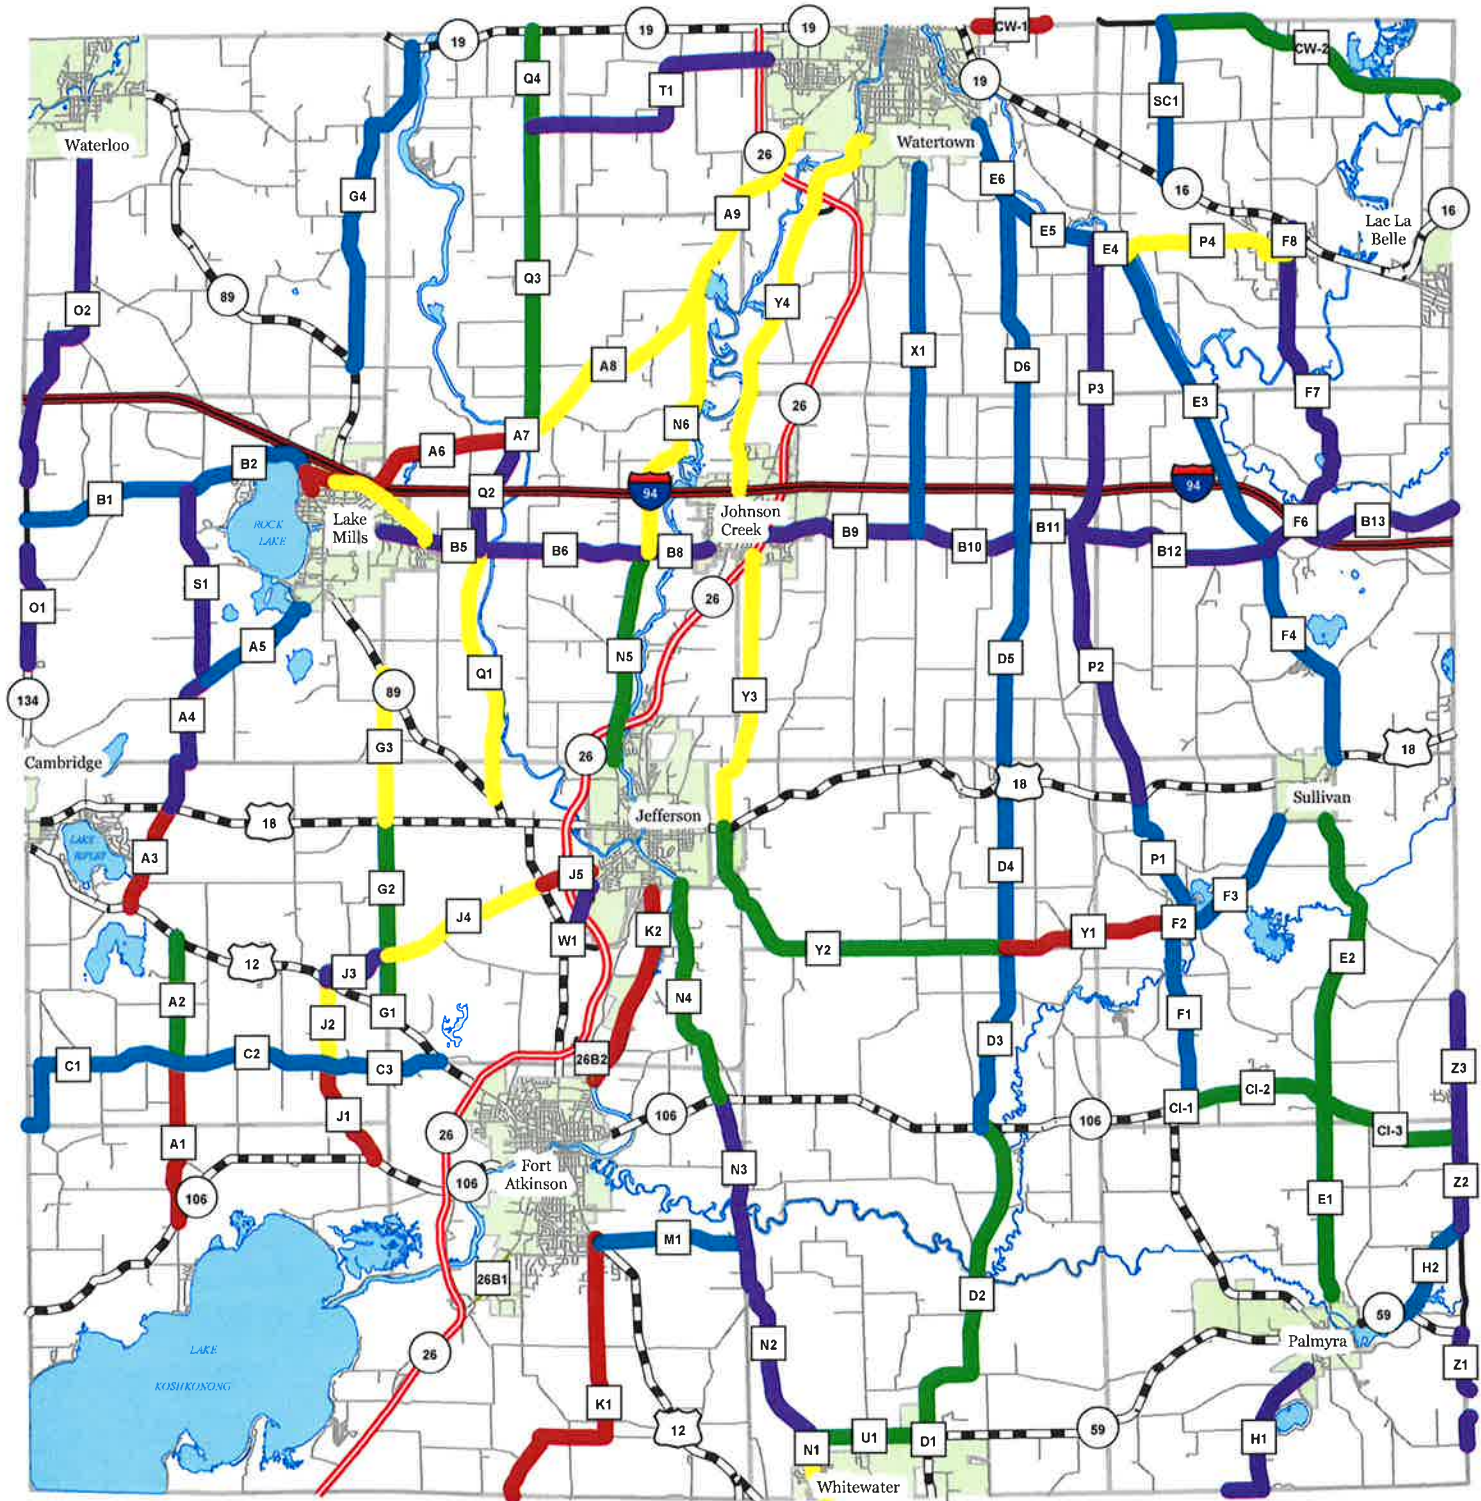 19
19
19
CW-1
CW-2
Q4
T1
19
SC1
Waterloo
Watertown
26
16
E6
G4
A9
16
Lac La
Belle
E5
E4
P4
F8
Q3
89
O2
Y4
X1
A8
D6
P3
F7
E3
26
N6
A7
A6
B2
Q2
94
94
B1
ROCK
LAKE
Lake
Mills
Johnson
Creek
F6
B13
B5
B6
B8
B9
B10
B11
B12
S1
O1
26
A5
N5
F4
D5
P2
Q1
134
89
Y3
A4
G3
26
18
Cambridge
18
Sullivan
18
Jefferson
LAKE
RIPLEY
A3
J5
P1
D4
G2
F3
J4
K2
W1
Y1
F2
Y2
E2
12
J3
A2
G1
N4
F1
J2
D3
C1
C2
C3
26B2
Z3
CI-2
J1
106
106
CI-1
CI-3
26
A1
Fort
Atkinson
N3
106
106
Z2
E1
M1
H2
26B1
D2
59
N2
Palmyra
26
LAKE
KOSHKONONG
Z1
K1
12
59
N1
U1
D1
H1
Whitewater